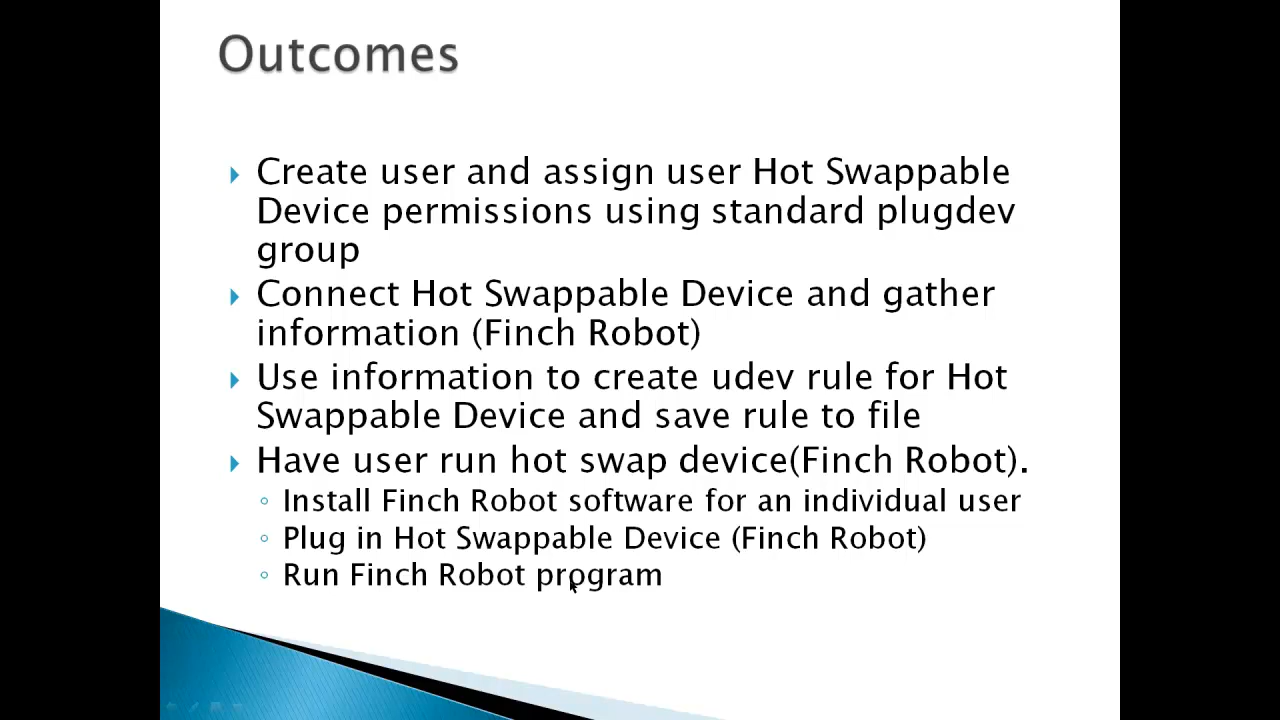 Outcomes
Create user and assign user Hot Swappable
Device permissions using standard plugdev
group
Connect Hot Swappable Device and gather
information (Finch Robot)
Use information to create udev rule for Hot
Swappable Device and save rule to file
Have user run hot swap device(Finch Robot).
Install Finch Robot software for an individual user
Plug in Hot Swappable Device (Finch Robot)
Run Finch Robot program